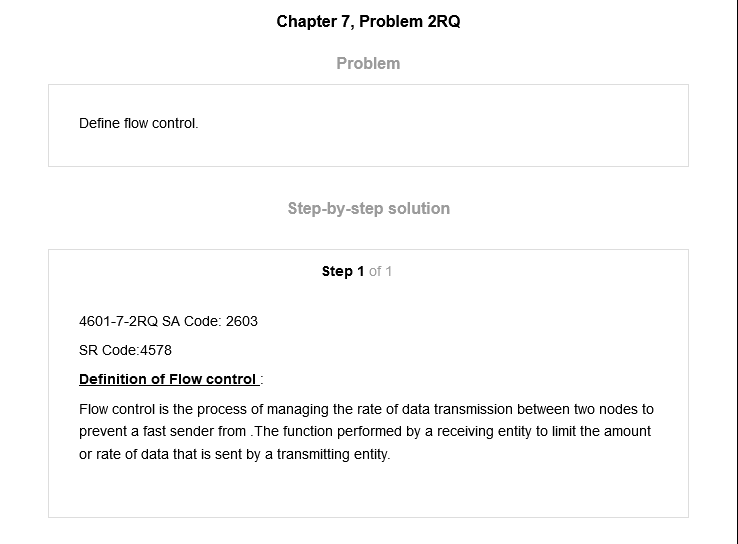 Chapter 7, Problem 2RQ
Problem
Define flow control.
Step-by-step solution
Step 1 of 1
4601-7-2RQ SA Code: 2603
SR Code:4578
Definition of Flow control :
Flow control is the process of managing the rate of data transmission between two nodes to
prevent a fast sender from .The function performed by a receiving entity to limit the amount
or rate of data that is sent by a transmitting entity.